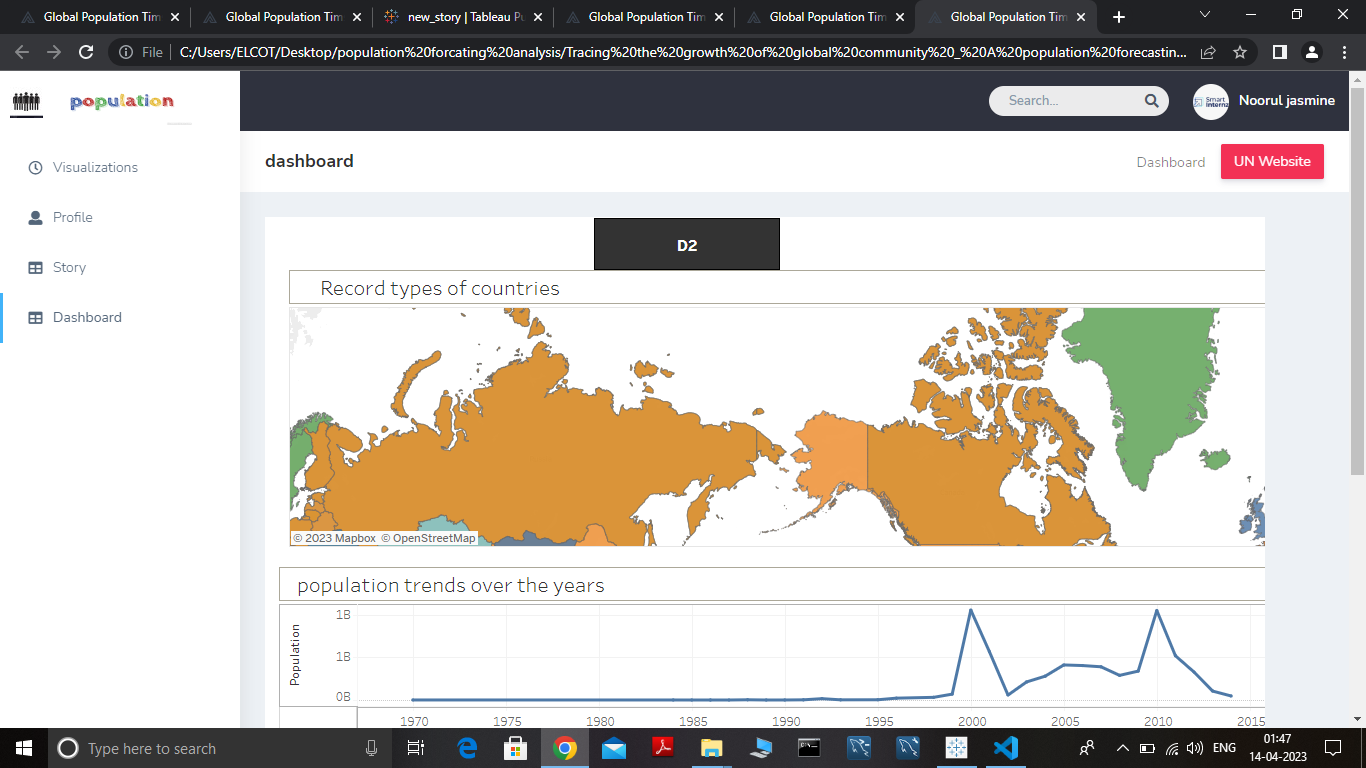 Global Population Tim
Global Population Tim
new_story | Tableau Pu
Global Population Tim
Global Population Tim
Global Population Tim
File
C:/Users/ELCOT/Desktop/population%20forcating%20analysis/Tracing%20the%20growth%20of%20global%20community%20_%20A%20population%20forecastin...
population
Search...
Smart
Internz
Noorul jasmine
Visualizations
Profile
Story
Dashboard
dashboard
Dashboard
UN Website
D2
Record types of countries
© 2023 Mapbox © OpenStreetMap
population trends over the years
Population
1B
1B
0B
1970 1975 1980 1985 1990 1995 2000 2005 2010 2015
Type here to search
ENG
01:47
14-04-2023